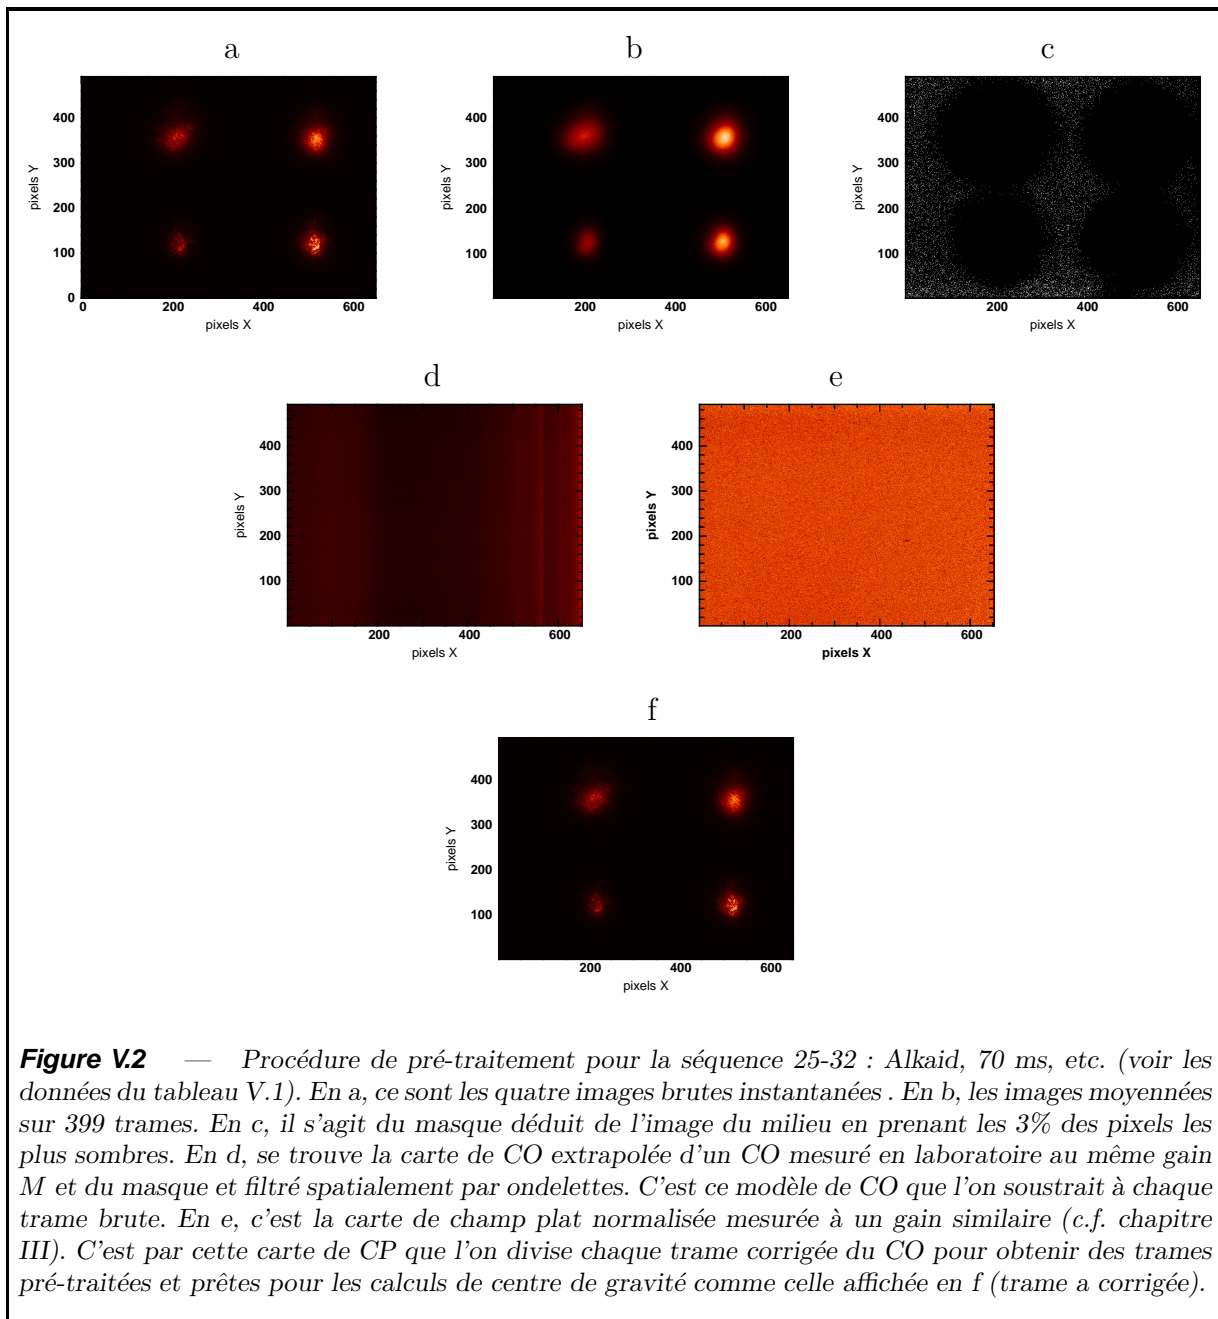 a
b
c
400
300
200
100
0
pixels Y
0
200
400
600
pixels X
400
300
200
100
pixels Y
200
400
600
pixels X
400
300
200
100
pixels Y
200
400
600
pixels X
d
e
400
300
200
100
pixels Y
200
400
600
pixels X
400
300
200
100
pixels Y
200
400
600
pixels X
f
400
300
200
100
pixels Y
200
400
600
pixels X
Figure V.2 — Procédure de pré-traitement pour la séquence 25-32 : Alkaid, 70 ms, etc. (voir les
données du tableau V.1). En a, ce sont les quatre images brutes instantanées . En b, les images moyennées
sur 399 trames. En c, il s'agit du masque déduit de l'image du milieu en prenant les 3% des pixels les
plus sombres. En d, se trouve la carte de CO extrapolée d'un CO mesuré en laboratoire au même gain
M et du masque et filtré spatialement par ondelettes. C'est ce modèle de CO que l'on soustrait à chaque
trame brute. En e, c'est la carte de champ plat normalisée mesurée à un gain similaire (c.f. chapitre
III). C'est par cette carte de CP que l'on divise chaque trame corrigée du CO pour obtenir des trames
pré-traitées et prêtes pour les calculs de centre de gravité comme celle affichée en f (trame a corrigée).